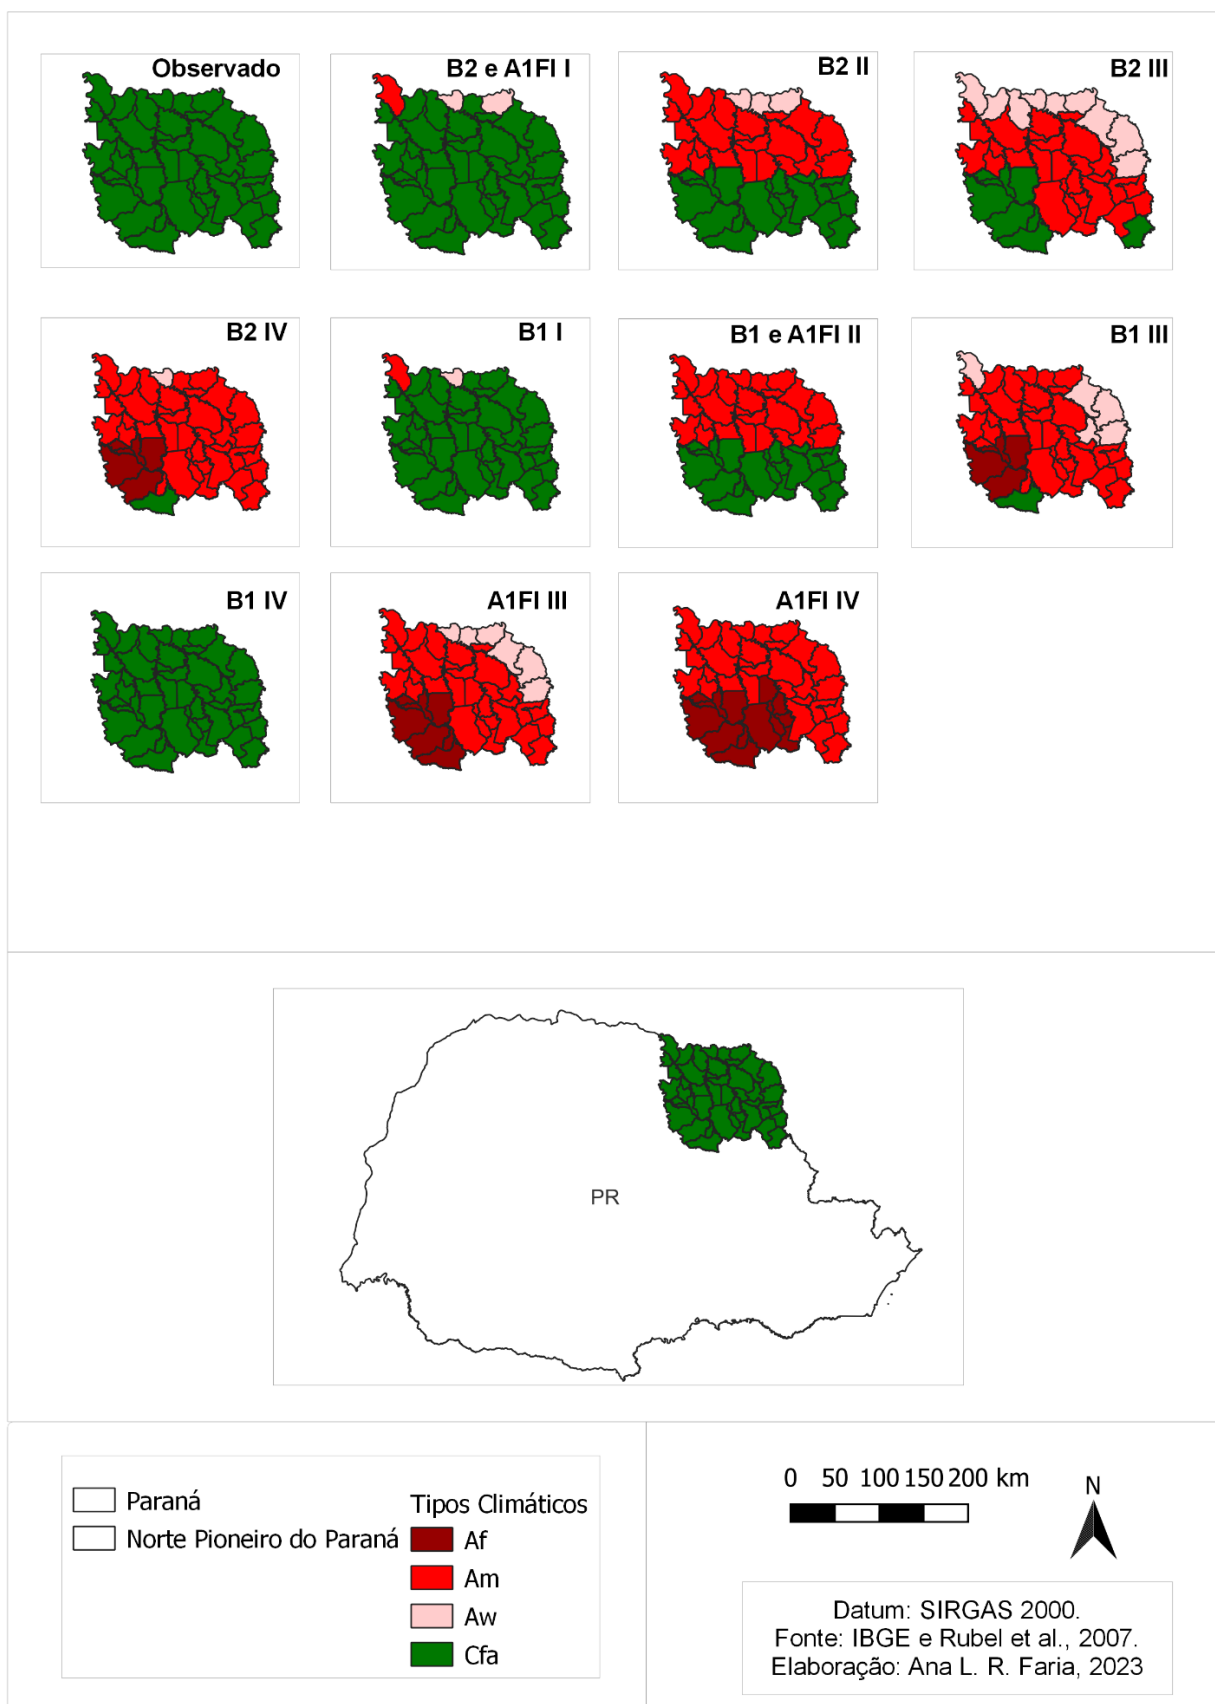 Observado
B2 e A1FI I
B2 II
B2 III
B2 IV
B1 I
B1 e A1FI II
B1 III
B1 IV
A1FI III
A1FI IV
PR
Paraná
Norte Pioneiro do Paraná
Tipos Climáticos
Af
Am
Aw
Cfa
0 50 100 150 200 km
N
Datum: SIRGAS 2000.
Fonte: IBGE e Rubel et al., 2007.
Elaboração: Ana L. R. Faria, 2023